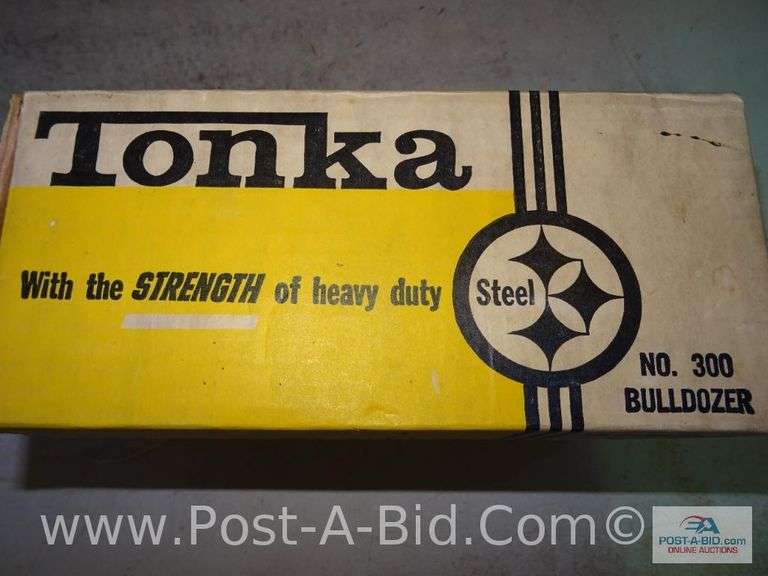 Tonka
With the STRENGTH of heavy duty Steel
NO. 300
BULLDOZER
www.Post-A-Bid.Com©
EA
POST-A-BID.com
ONLINE AUCTIONS